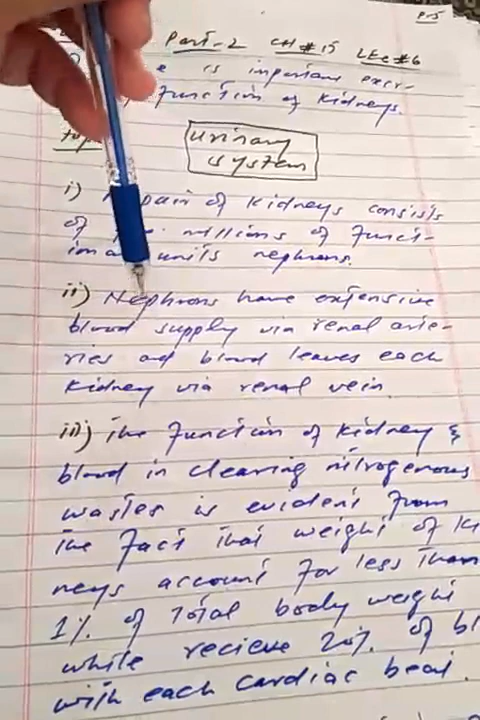 P-5
Part-2 CH#15 LEC#6
is important excr-
function of kidneys.
top
urinary
system
i) A pair of kidneys consists
of millions of funct-
ional units nephrons.
ii) Nephrons have extensive
blood supply via renal arte-
ries and blood leaves each
kidney via renal vein.
iii) The function of kidney &
blood in clearing nitrogenous
wastes is evident from
the fact that weight of ki
neys account for less than
1% of total body weight
while recieve 20% of bl
with each cardiac beat.